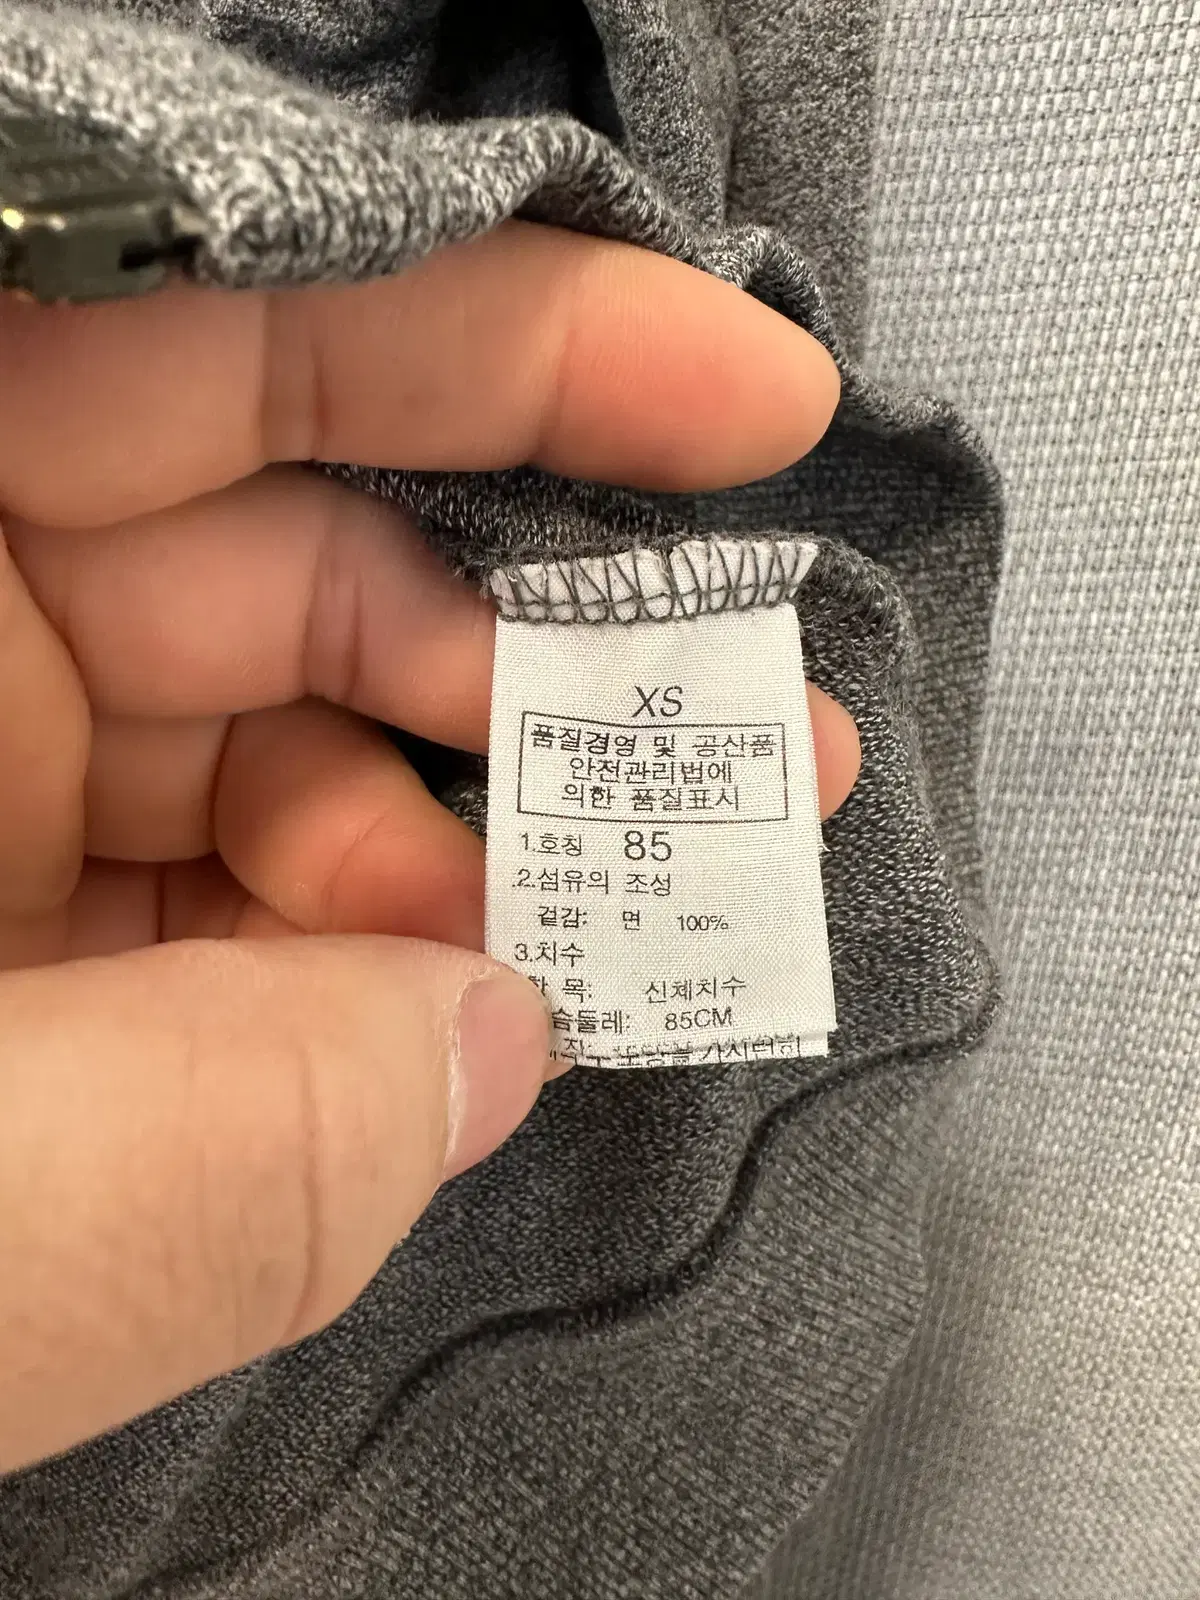 XS
품질경영 및 공산품
안전관리법에
의한 품질표시
1.호칭 85
.2.섬유의 조성
겉감: 면 100%
3.치수
목: 신체치수
85CM